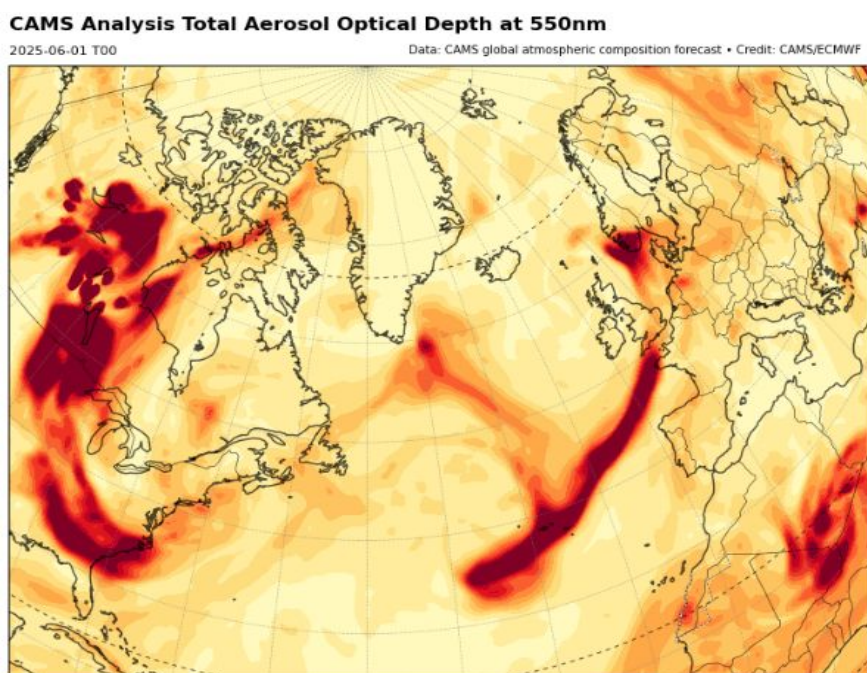 CAMS Analysis Total Aerosol Optical Depth at 550nm
2025-06-01 T00
Data: CAMS global atmospheric composition forecast • Credit: CAMS/ECMWF